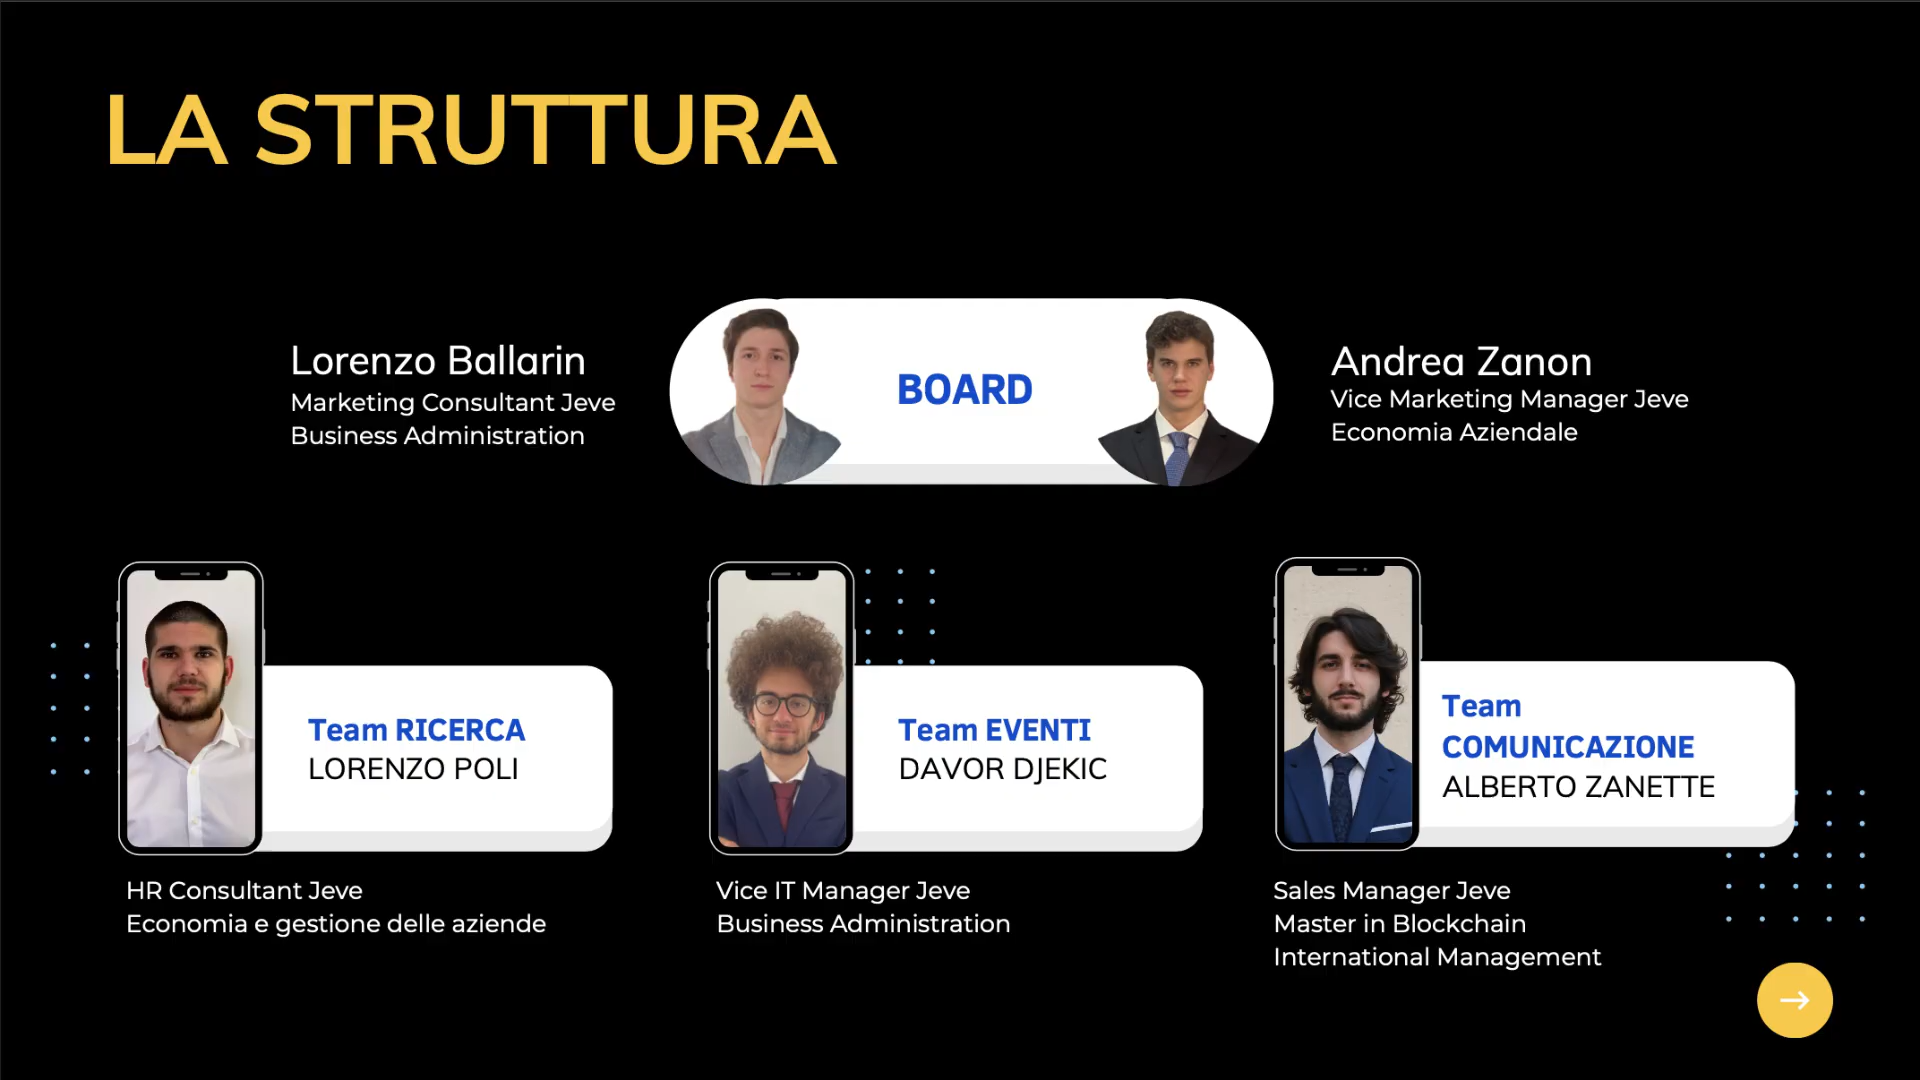 LA STRUTTURA
Lorenzo Ballarin
Marketing Consultant Jeve
Business Administration
BOARD
Andrea Zanon
Vice Marketing Manager Jeve
Economia Aziendale
Team RICERCA
LORENZO POLI
HR Consultant Jeve
Economia e gestione delle aziende
Team EVENTI
DAVOR DJEKIC
Vice IT Manager Jeve
Business Administration
Team
COMUNICAZIONE
ALBERTO ZANETTE
Sales Manager Jeve
Master in Blockchain
International Management